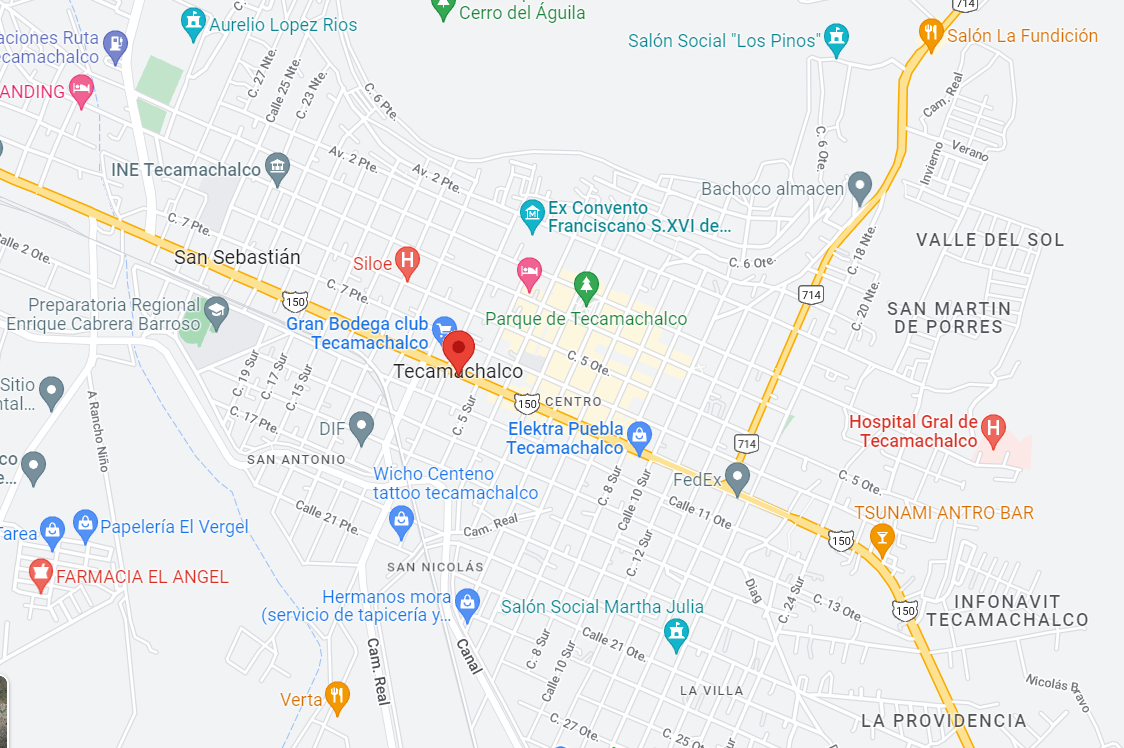 714
Cerro del Águila
Aurelio Lopez Rios
Salón Social "Los Pinos"
Salón La Fundición
aciones Ruta
ecamachalco
ANDING
C. 27 Nte.
Calle 25 Nte.
C. 23 Nte.
C. 6 Pte.
Cam. Real
C. 6 Ote.
Invierno
Verano
Av. 2 Pte.
Av. 2 Pte.
INE Tecamachalco
Bachoco almacen
Ex Convento
Franciscano S.XVI de...
C. 7 Pte.
VALLE DEL SOL
alle 2 Ote.
San Sebastián
Siloe
C. 6 Ote.
C. 18 Nte.
C. 7 Pte.
150
714
C. 20 Nte.
Preparatoria Regional
Enrique Cabrera Barroso
SAN MARTIN
DE PORRES
Gran Bodega club
Tecamachalco
Parque de Tecamachalco
Tecamachalco
C. 5 Ote.
C. 19 Sur
C. 17 Sur
C. 15 Sur
Sitio
ntal...
A Rancho Niño
C. 17 Pte.
C. 5 Sur
150
CENTRO
DIF
Elektra Puebla
Tecamachalco
714
Hospital Gral de
Tecamachalco
SAN ANTONIO
co
e...
Wicho Centeno
tattoo tecamachalco
C. 8 Sur
Calle 10 Sur
FedEx
C. 5 Ote.
Calle 11 Ote
Calle 21 Pte.
Cam. Real
TSUNAMI ANTRO BAR
Tarea
Papelería El Vergel
150
C. 12 Sur
SAN NICOLÁS
FARMACIA EL ANGEL
Diag
C. 24 Sur
C. 13 Ote.
150
INFONAVIT
TECAMACHALCO
Hermanos mora
(servicio de tapicería y...
Salón Social Martha Julia
C. 8 Sur
Calle 10 Sur
Calle 21 Ote.
Cam. Real
Canal
LA VILLA
Nicolás Bravo
Verta
C. 27 Ote.
C. 26 Sur
LA PROVIDENCIA